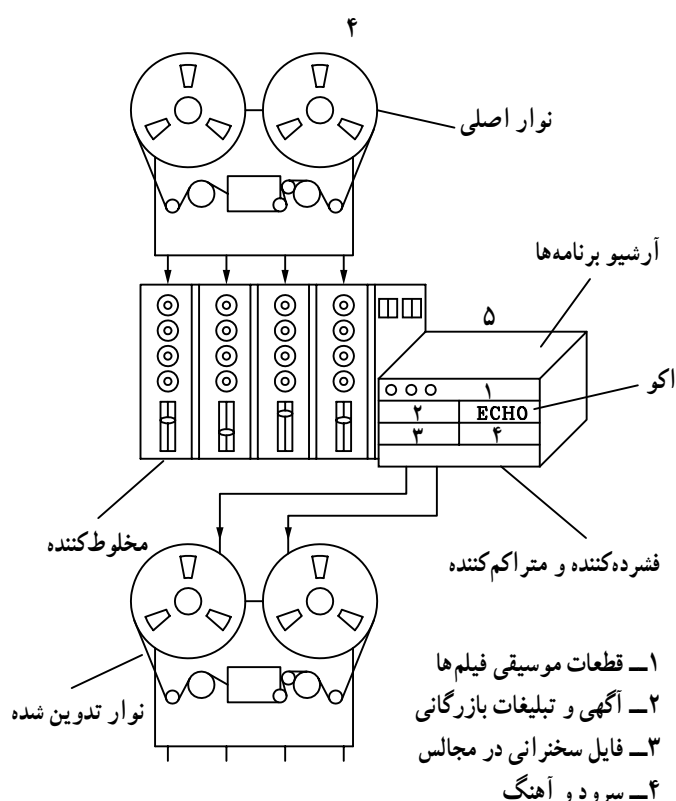 ۴
نوار اصلی
آرشیو برنامه‌ها
۵
اکو
۱
۲ ECHO
۳ ۴
مخلوط‌کننده
فشرده‌کننده و متراکم‌کننده
نوار تدوین شده
۱ــ قطعات موسیقی فیلم‌ها
۲ــ آگهی و تبلیغات بازرگانی
۳ــ فایل سخنرانی در مجالس
۴ــ سرود و آهنگ